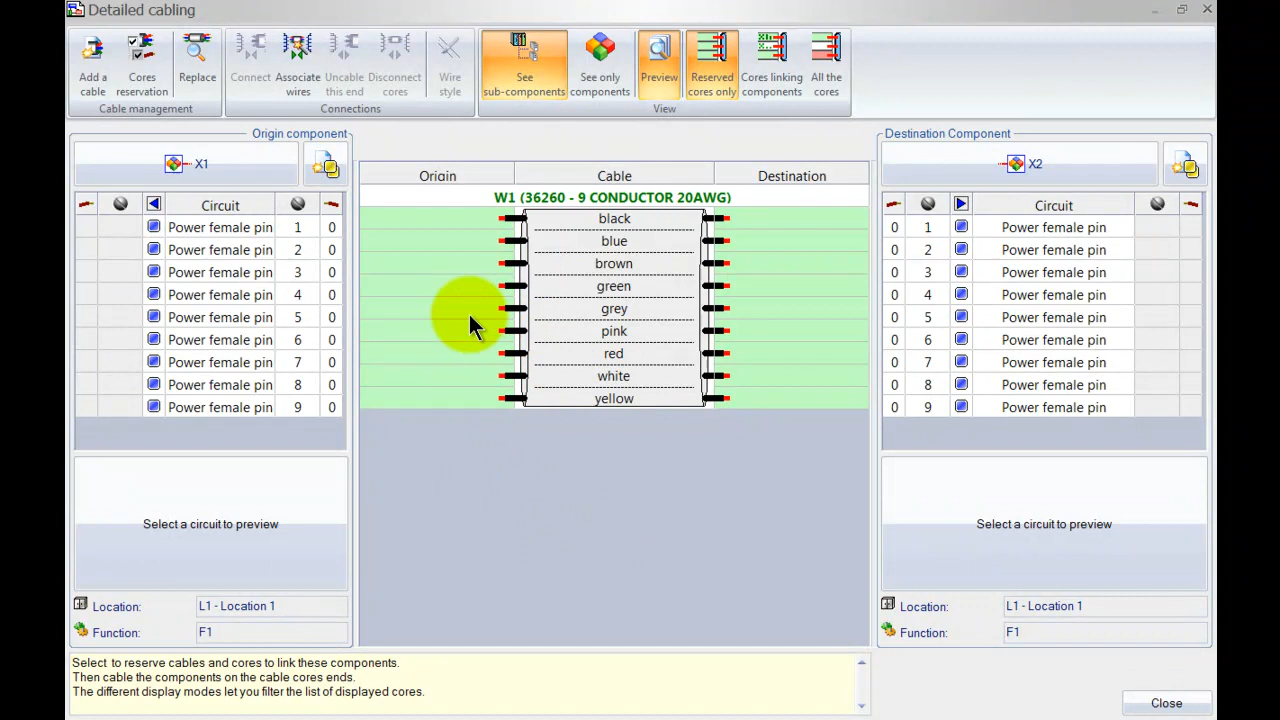 Detailed cabling
Add a cable
Cores reservation
Replace
Connect
Associate wires
Uncable this end
Disconnect cores
Wire style
See sub-components
See only components
Preview
Reserved cores only
Cores linking components
All the cores
Cable management
Connections
View
Origin component
X1
Circuit
Power female pin 1 0
Power female pin 2 0
Power female pin 3 0
Power female pin 4 0
Power female pin 5 0
Power female pin 6 0
Power female pin 7 0
Power female pin 8 0
Power female pin 9 0
Select a circuit to preview
Location: L1 - Location 1
Function: F1
Origin Cable Destination
W1 (36260 - 9 CONDUCTOR 20AWG)
black
blue
brown
green
grey
pink
red
white
yellow
Destination Component
X2
Circuit
0 1 Power female pin
0 2 Power female pin
0 3 Power female pin
0 4 Power female pin
0 5 Power female pin
0 6 Power female pin
0 7 Power female pin
0 8 Power female pin
0 9 Power female pin
Select a circuit to preview
Location: L1 - Location 1
Function: F1
Select to reserve cables and cores to link these components.
Then cable the components on the cable cores ends.
The different display modes let you filter the list of displayed cores.
Close